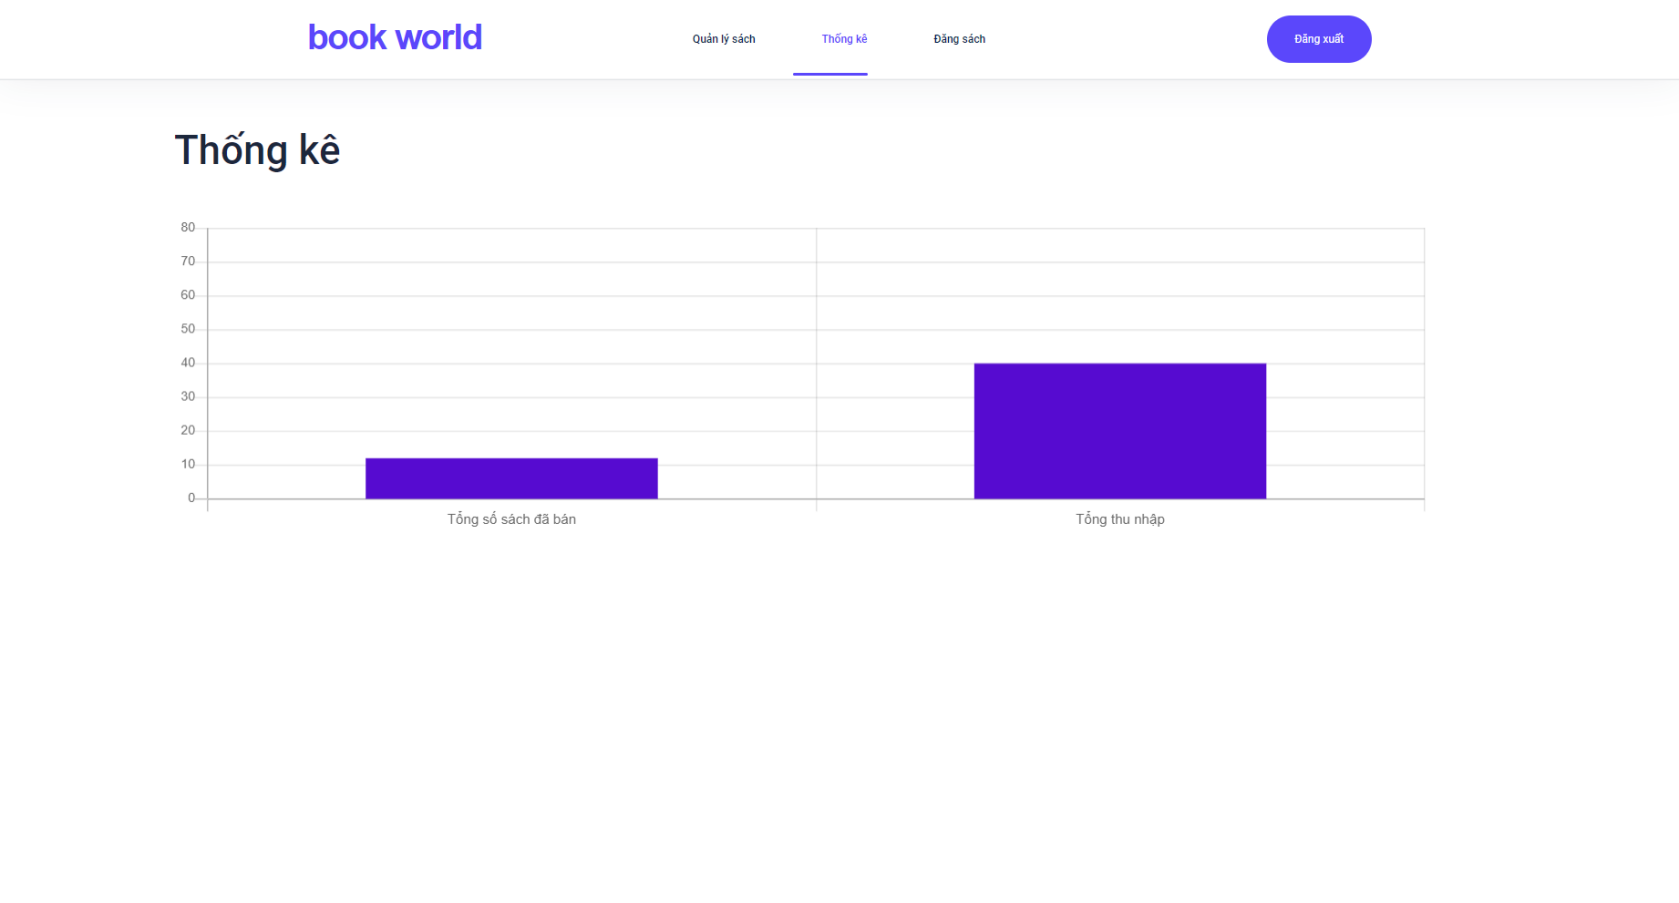 book world
Quản lý sách
Thống kê
Đăng sách
Đăng xuất
Thống kê
80
70
60
50
40
30
20
10
0
Tổng số sách đã bán
Tổng thu nhập